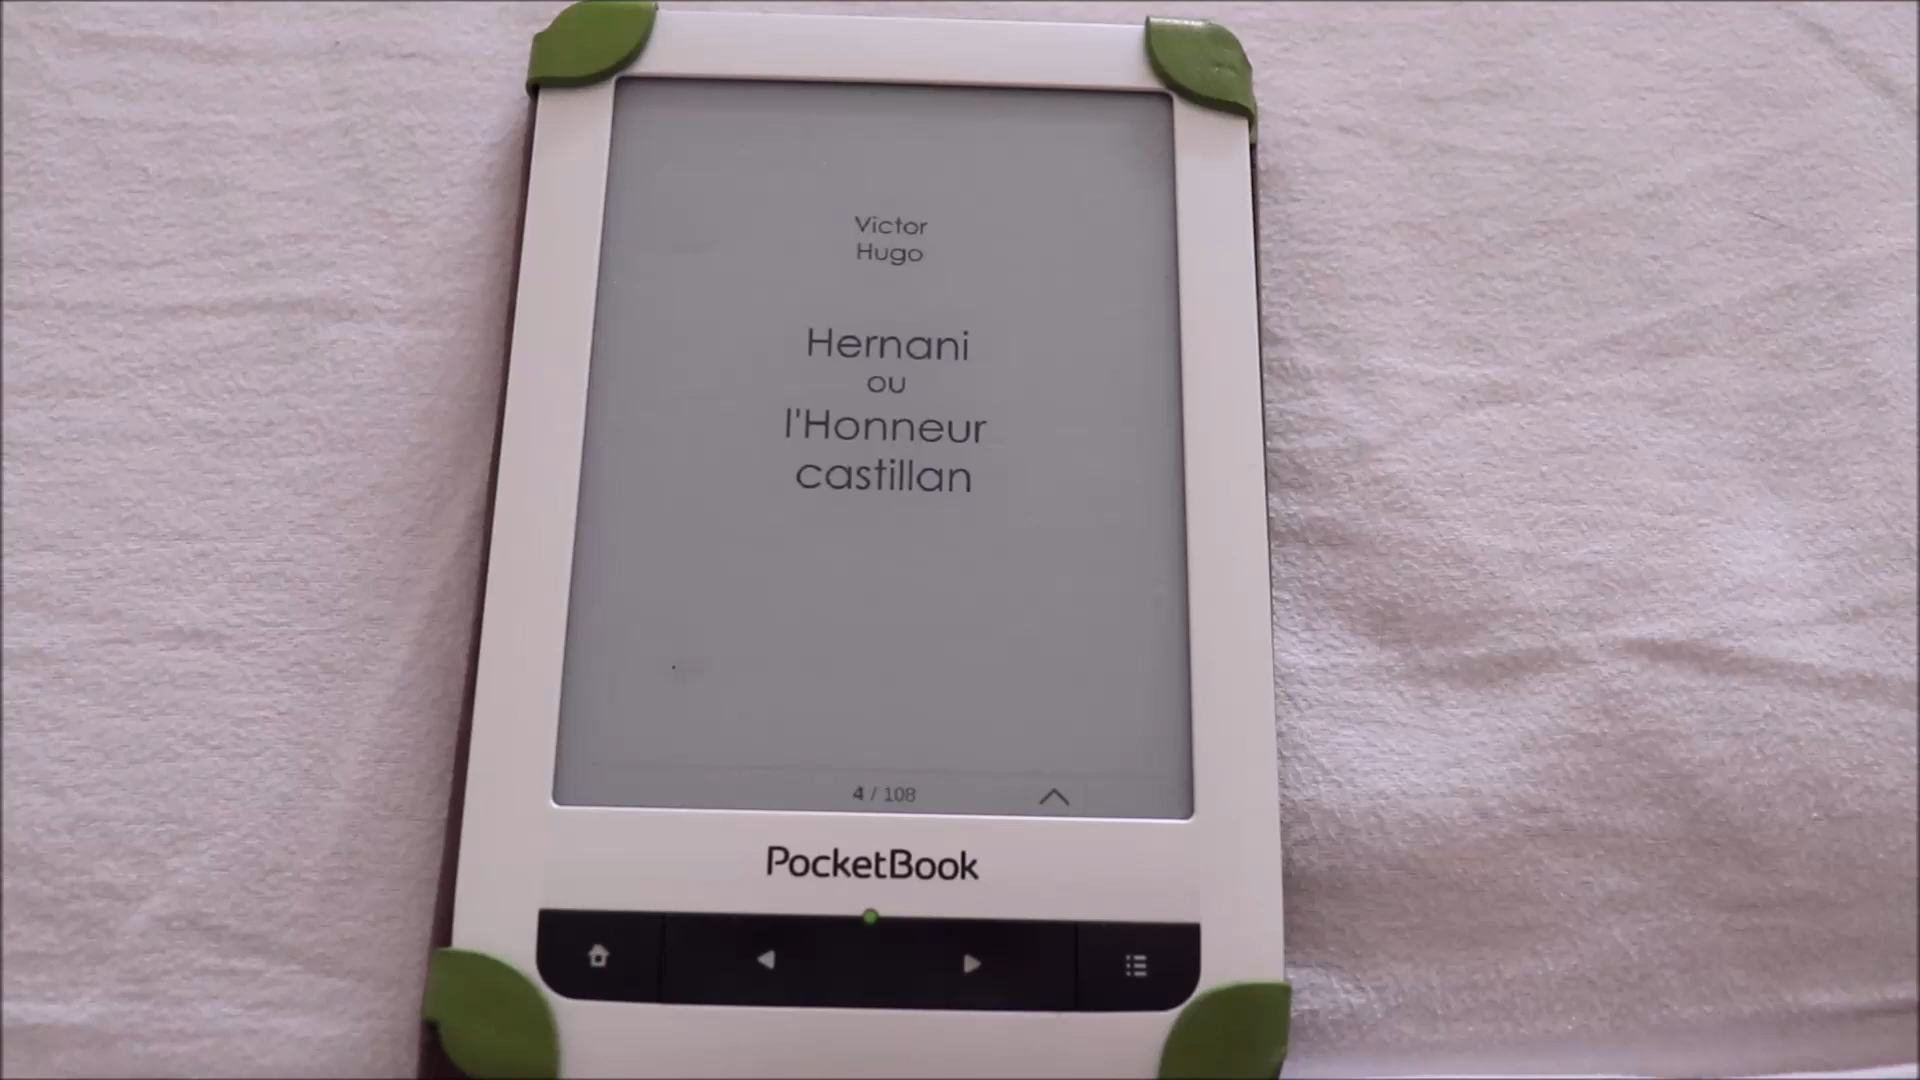 Victor
Hugo
Hernani
ou
l'Honneur
castillan
4 / 108
PocketBook